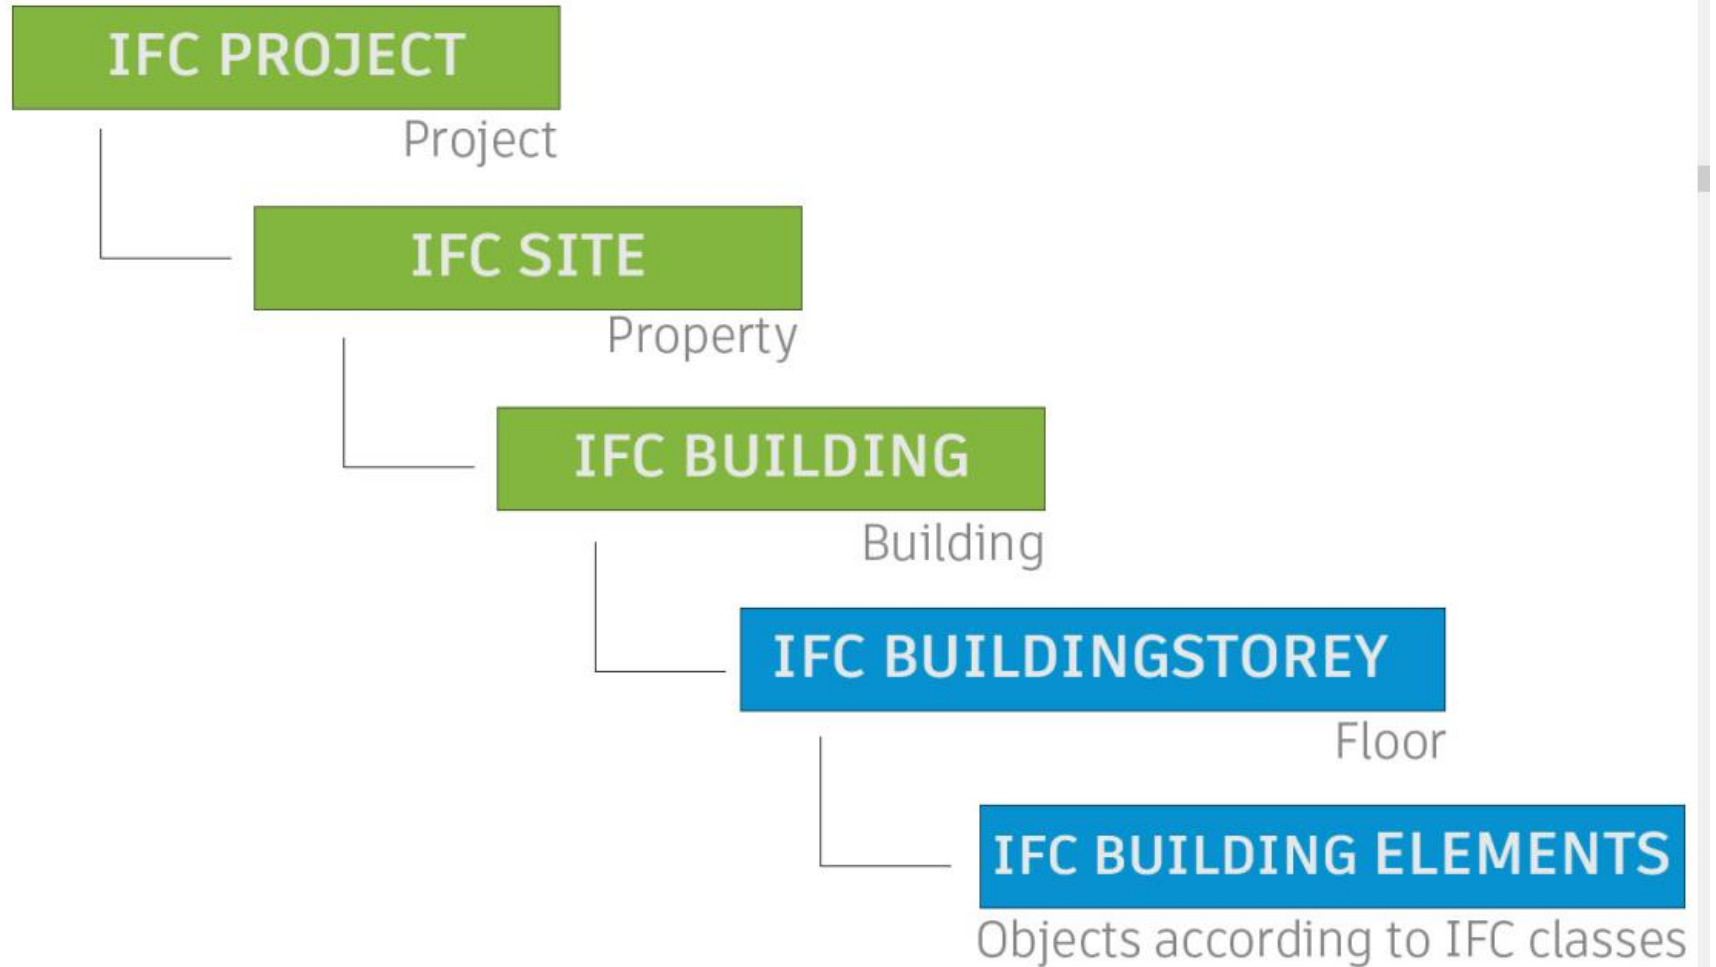 IFC PROJECT
Project
IFC SITE
Property
IFC BUILDING
Building
IFC BUILDINGSTOREY
Floor
IFC BUILDING ELEMENTS
Objects according to IFC classes